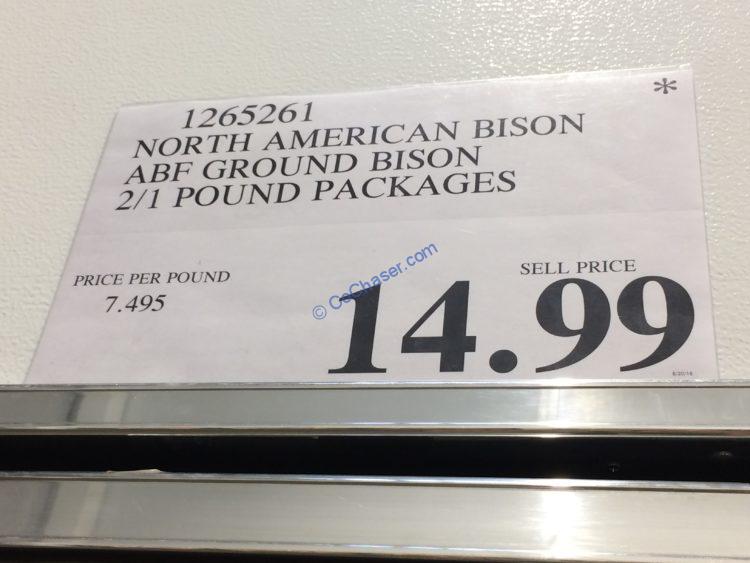 *
1265261
NORTH AMERICAN BISON
ABF GROUND BISON
2/1 POUND PACKAGES
PRICE PER POUND
7.495
SELL PRICE
14.99
© CoChaser.com